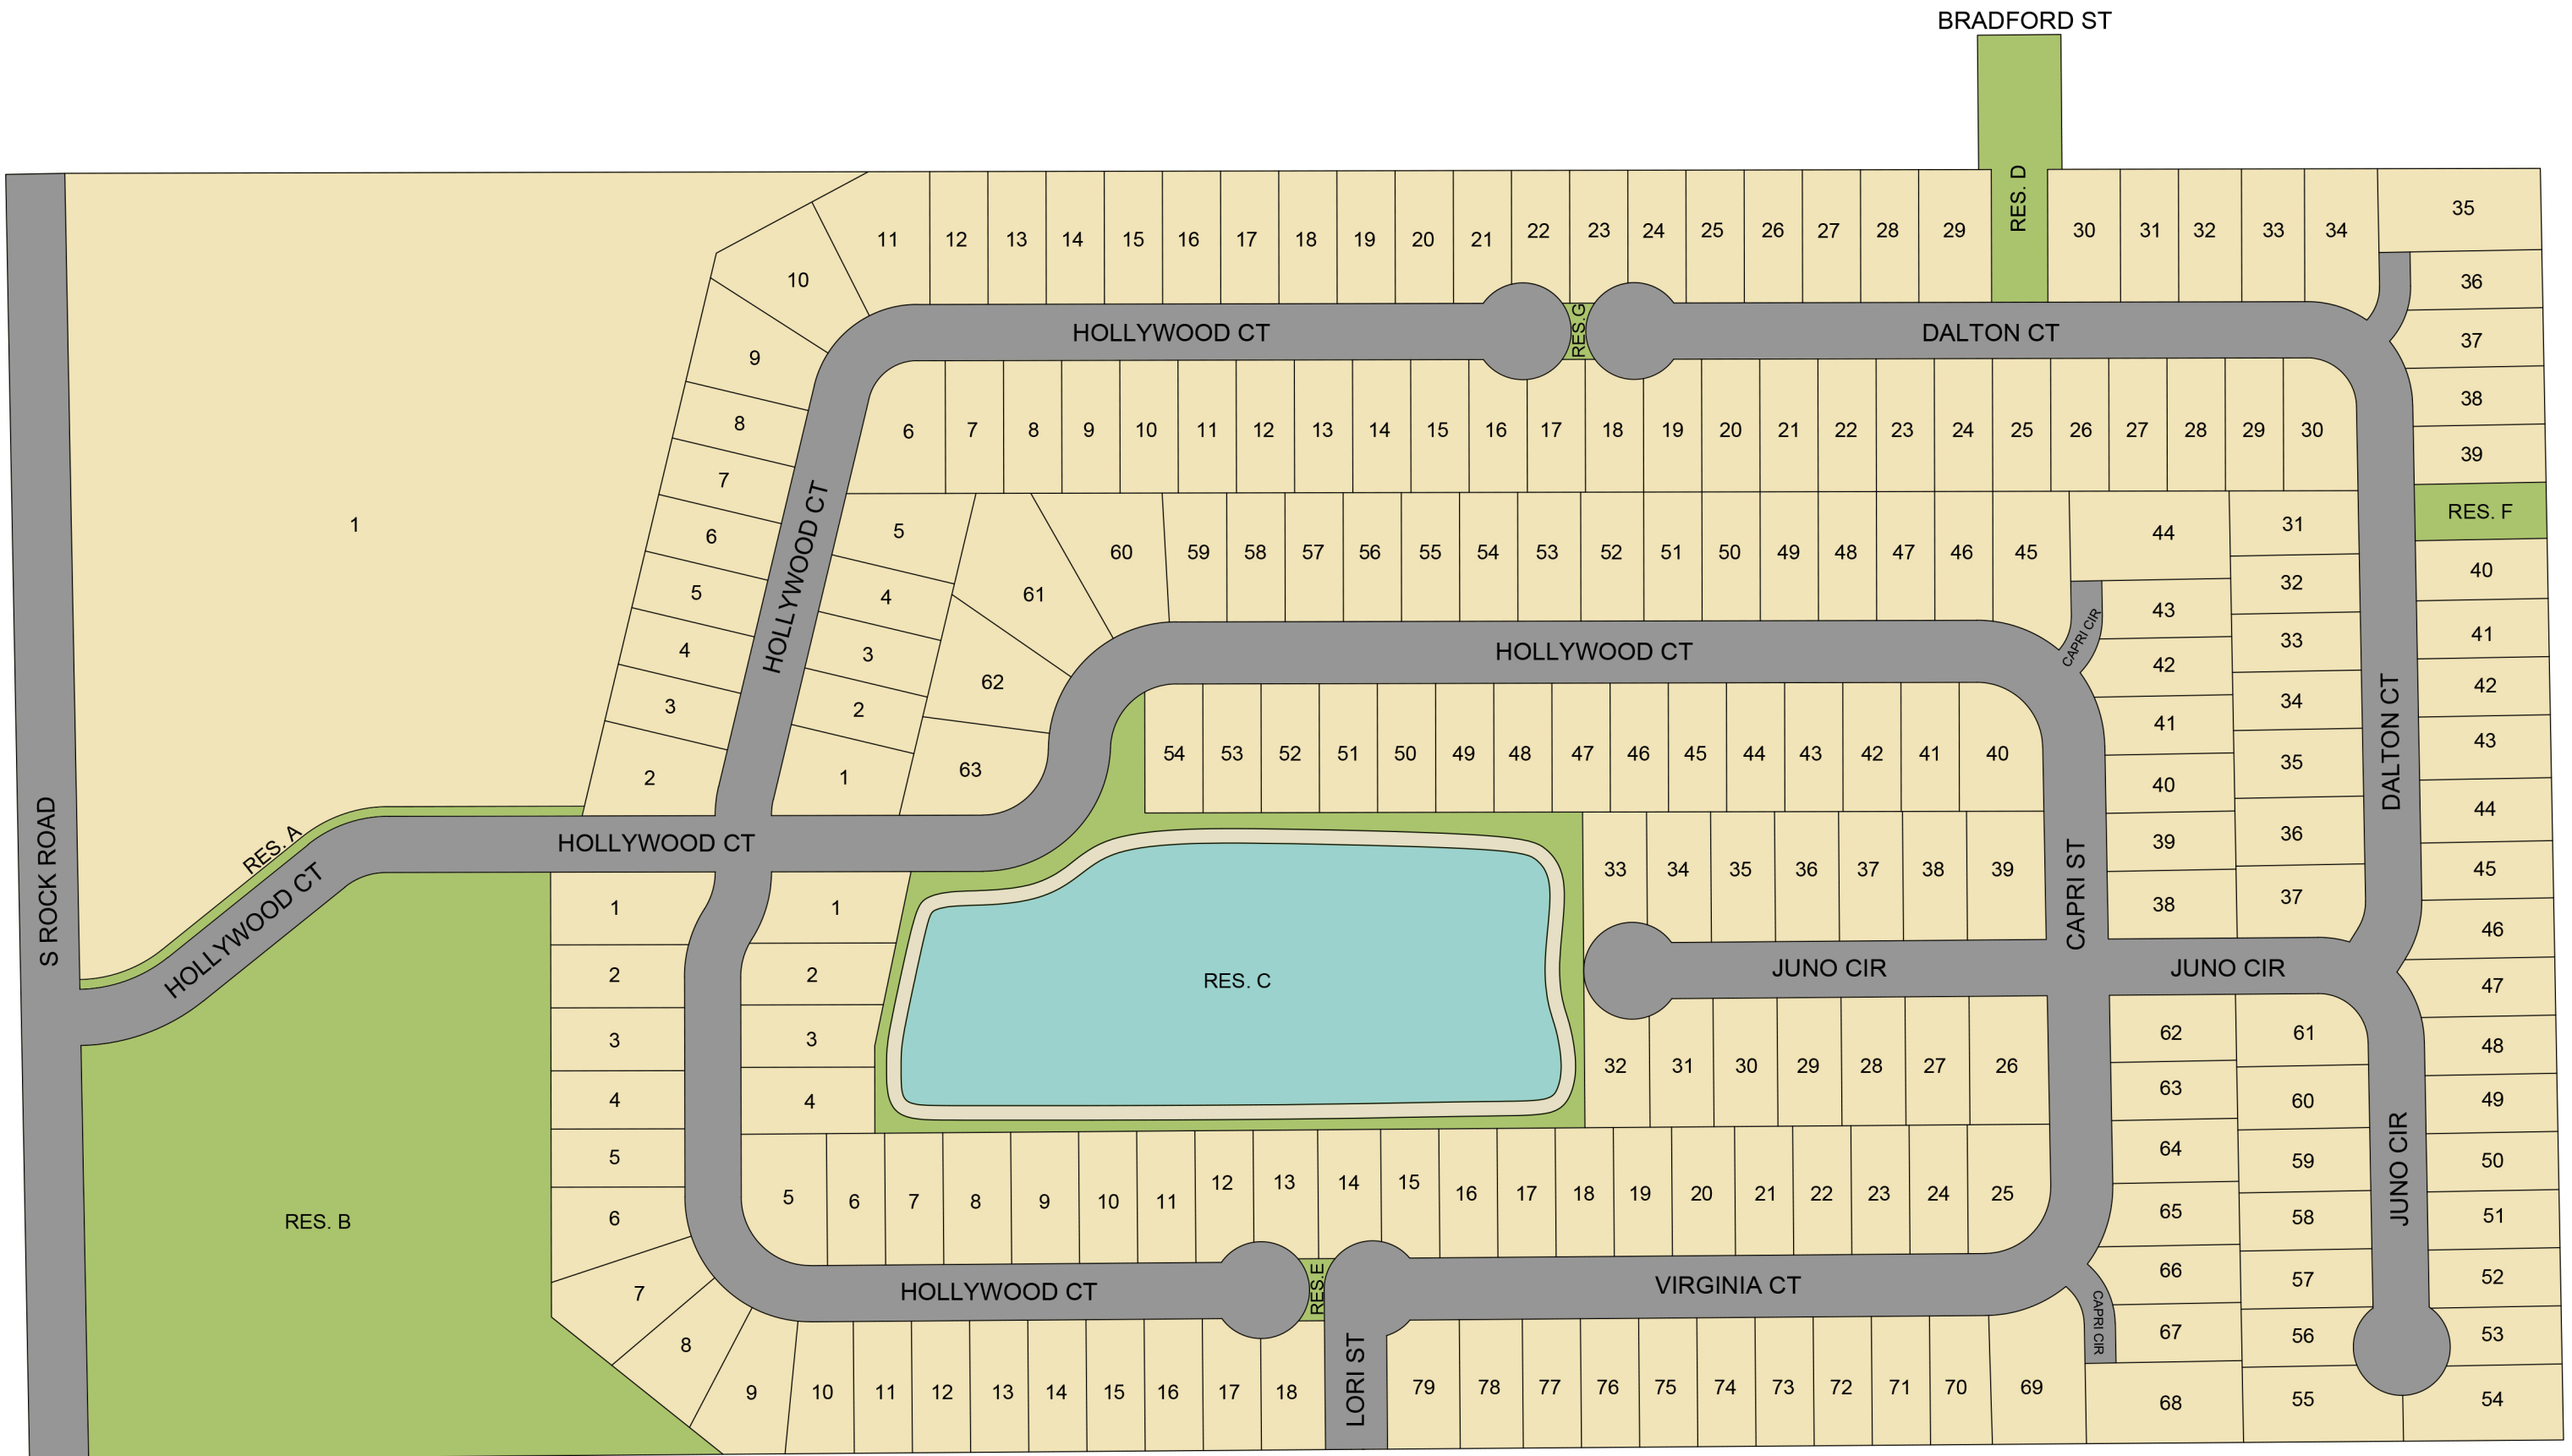 BRADFORD ST
RES. D
35
11 12 13 14 15 16 17 18 19 20 21 22 23 24 25 26 27 28 29 30 31 32 33 34
10
36
HOLLYWOOD CT
RES.G
DALTON CT
37
9
38
8
6 7 8 9 10 11 12 13 14 15 16 17 18 19 20 21 22 23 24 25 26 27 28 29 30
39
7
RES. F
1
6
HOLLYWOOD CT
5
61
60 59 58 57 56 55 54 53 52 51 50 49 48 47 46 45
44
31
40
5
4
32
43
41
4
3
33
HOLLYWOOD CT
CAPRI CIR
42
42
3
62
2
34
41
43
2
63
1
54 53 52 51 50 49 48 47 46 45 44 43 42 41 40
40
35
DALTON CT
44
S ROCK ROAD
RES. A
HOLLYWOOD CT
HOLLYWOOD CT
39
36
33 34 35 36 37 38 39
CAPRI ST
45
1
1
38
37
46
2
2
RES. C
JUNO CIR
JUNO CIR
47
3
3
32 31 30 29 28 27 26
62
61
48
4
4
63
60
49
5
64
59
50
RES. B
6
5 6 7 8 9 10 11 12 13 14 15 16 17 18 19 20 21 22 23 24 25
65
58
JUNO CIR
51
7
HOLLYWOOD CT
RES.E
VIRGINIA CT
66
57
52
8
CAPRI CIR
67
56
53
9 10 11 12 13 14 15 16 17 18
LORI ST
79 78 77 76 75 74 73 72 71 70 69
68
55
54